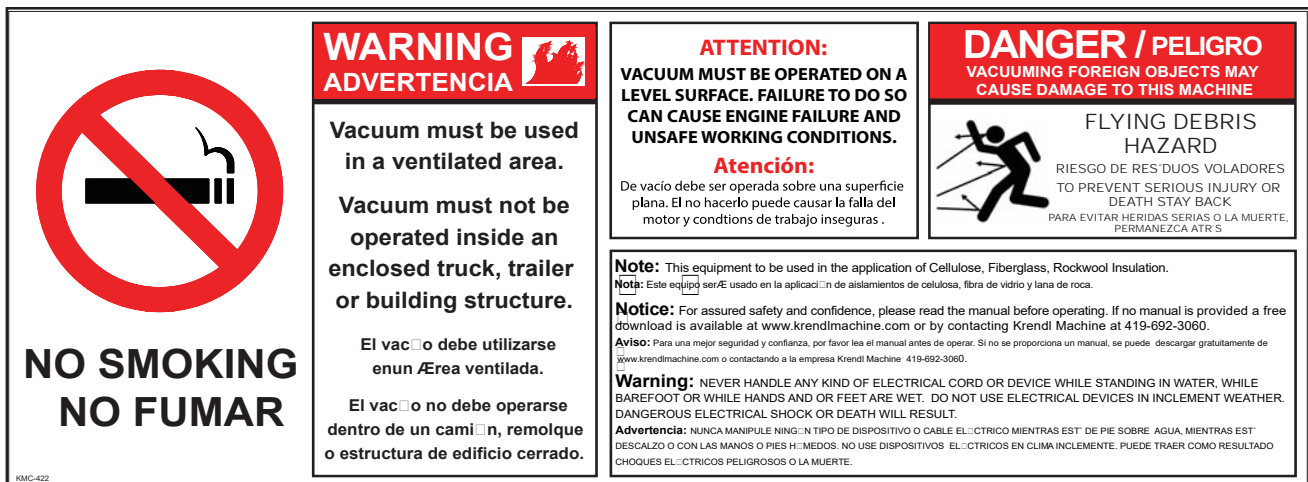 NO SMOKING
NO FUMAR
KMC-422
WARNING
ADVERTENCIA
Vacuum must be used
in a ventilated area.
Vacuum must not be
operated inside an
enclosed truck, trailer
or building structure.
El vac□o debe utilizarse
enun Ærea ventilada.
El vac□o no debe operarse
dentro de un cami□n, remolque
o estructura de edificio cerrado.
ATTENTION:
VACUUM MUST BE OPERATED ON A
LEVEL SURFACE. FAILURE TO DO SO
CAN CAUSE ENGINE FAILURE AND
UNSAFE WORKING CONDITIONS.
Atención:
De vacío debe ser operada sobre una superficie
plana. El no hacerlo puede causar la falla del
motor y condtions de trabajo inseguras .
DANGER / PELIGRO
VACUUMING FOREIGN OBJECTS MAY
CAUSE DAMAGE TO THIS MACHINE
FLYING DEBRIS
HAZARD
RIESGO DE RES¨DUOS VOLADORES
TO PREVENT SERIOUS INJURY OR
DEATH STAY BACK
PARA EVITAR HERIDAS SERIAS O LA MUERTE,
PERMANEZCA ATR`S
Note: This equipment to be used in the application of Cellulose, Fiberglass, Rockwool Insulation.
Nota: Este equipo serÆ usado en la aplicaci□n de aislamientos de celulosa, fibra de vidrio y lana de roca.
Notice: For assured safety and confidence, please read the manual before operating. If no manual is provided a free
download is available at www.krendlmachine.com or by contacting Krendl Machine at 419-692-3060.
Aviso: Para una mejor seguridad y confianza, por favor lea el manual antes de operar. Si no se proporciona un manual, se puede descargar gratuitamente de
www.krendlmachine.com o contactando a la empresa Krendl Machine 419-692-3060.
Warning: NEVER HANDLE ANY KIND OF ELECTRICAL CORD OR DEVICE WHILE STANDING IN WATER, WHILE
BAREFOOT OR WHILE HANDS AND OR FEET ARE WET. DO NOT USE ELECTRICAL DEVICES IN INCLEMENT WEATHER.
DANGEROUS ELECTRICAL SHOCK OR DEATH WILL RESULT.
Advertencia: NUNCA MANIPULE NING□N TIPO DE DISPOSITIVO O CABLE EL□CTRICO MIENTRAS EST` DE PIE SOBRE AGUA, MIENTRAS EST`
DESCALZO O CON LAS MANOS O PIES H□MEDOS. NO USE DISPOSITIVOS EL□CTRICOS EN CLIMA INCLEMENTE. PUEDE TRAER COMO RESULTADO
CHOQUES EL□CTRICOS PELIGROSOS O LA MUERTE.